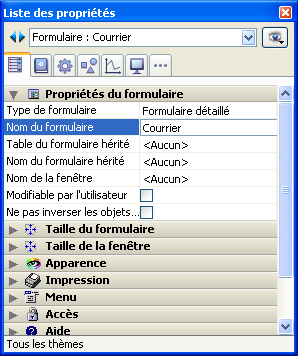 Liste des propriétés
Formulaire : Courrier
Propriétés du formulaire
Type de formulaire Formulaire détaillé
Nom du formulaire Courrier
Table du formulaire hérité <Aucun>
Nom du formulaire hérité <Aucun>
Nom de la fenêtre <Aucun>
Modifiable par l'utilisateur
Ne pas inverser les objets...
Taille du formulaire
Taille de la fenêtre
Apparence
Impression
Menu
Accès
Aide
Tous les thèmes